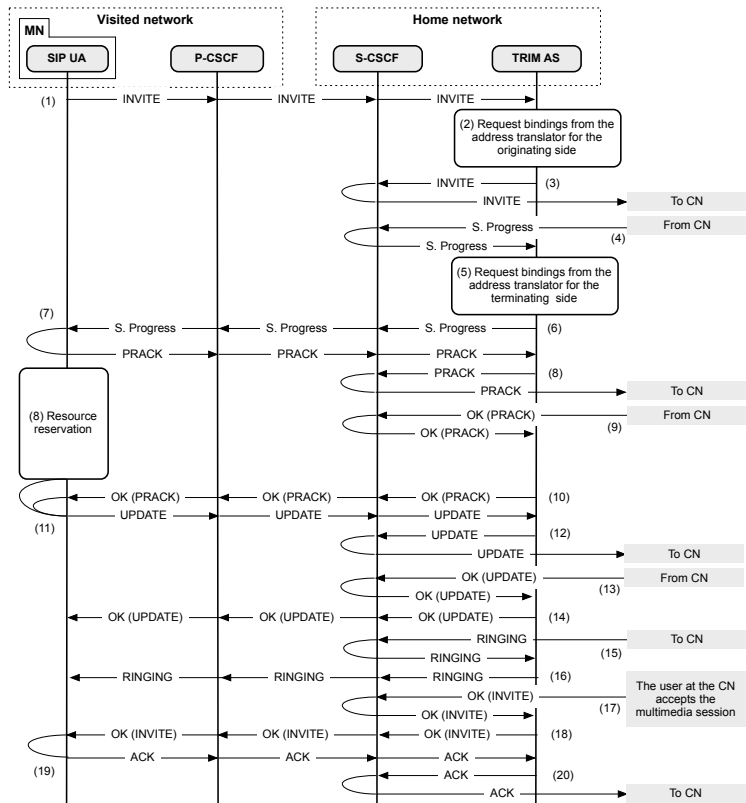 Visited network
Home network
MN
SIP UA
P-CSCF
S-CSCF
TRIM AS
(1)
INVITE
INVITE
INVITE
(2) Request bindings from the
address translator for the
originating side
INVITE
(3)
INVITE
To CN
S. Progress
From CN
(4)
S. Progress
(5) Request bindings from the
address translator for the
terminating side
(7)
S. Progress
S. Progress
S. Progress
(6)
PRACK
PRACK
PRACK
PRACK
(8)
PRACK
To CN
(8) Resource
reservation
OK (PRACK)
From CN
(9)
OK (PRACK)
OK (PRACK)
OK (PRACK)
OK (PRACK)
(10)
(11)
UPDATE
UPDATE
UPDATE
UPDATE
(12)
UPDATE
To CN
OK (UPDATE)
From CN
(13)
OK (UPDATE)
OK (UPDATE)
OK (UPDATE)
OK (UPDATE)
(14)
RINGING
To CN
(15)
RINGING
RINGING
RINGING
RINGING
(16)
OK (INVITE)
(17)
The user at the CN
accepts the
multimedia session
OK (INVITE)
OK (INVITE)
OK (INVITE)
OK (INVITE)
(18)
(19)
ACK
ACK
ACK
ACK
(20)
ACK
To CN